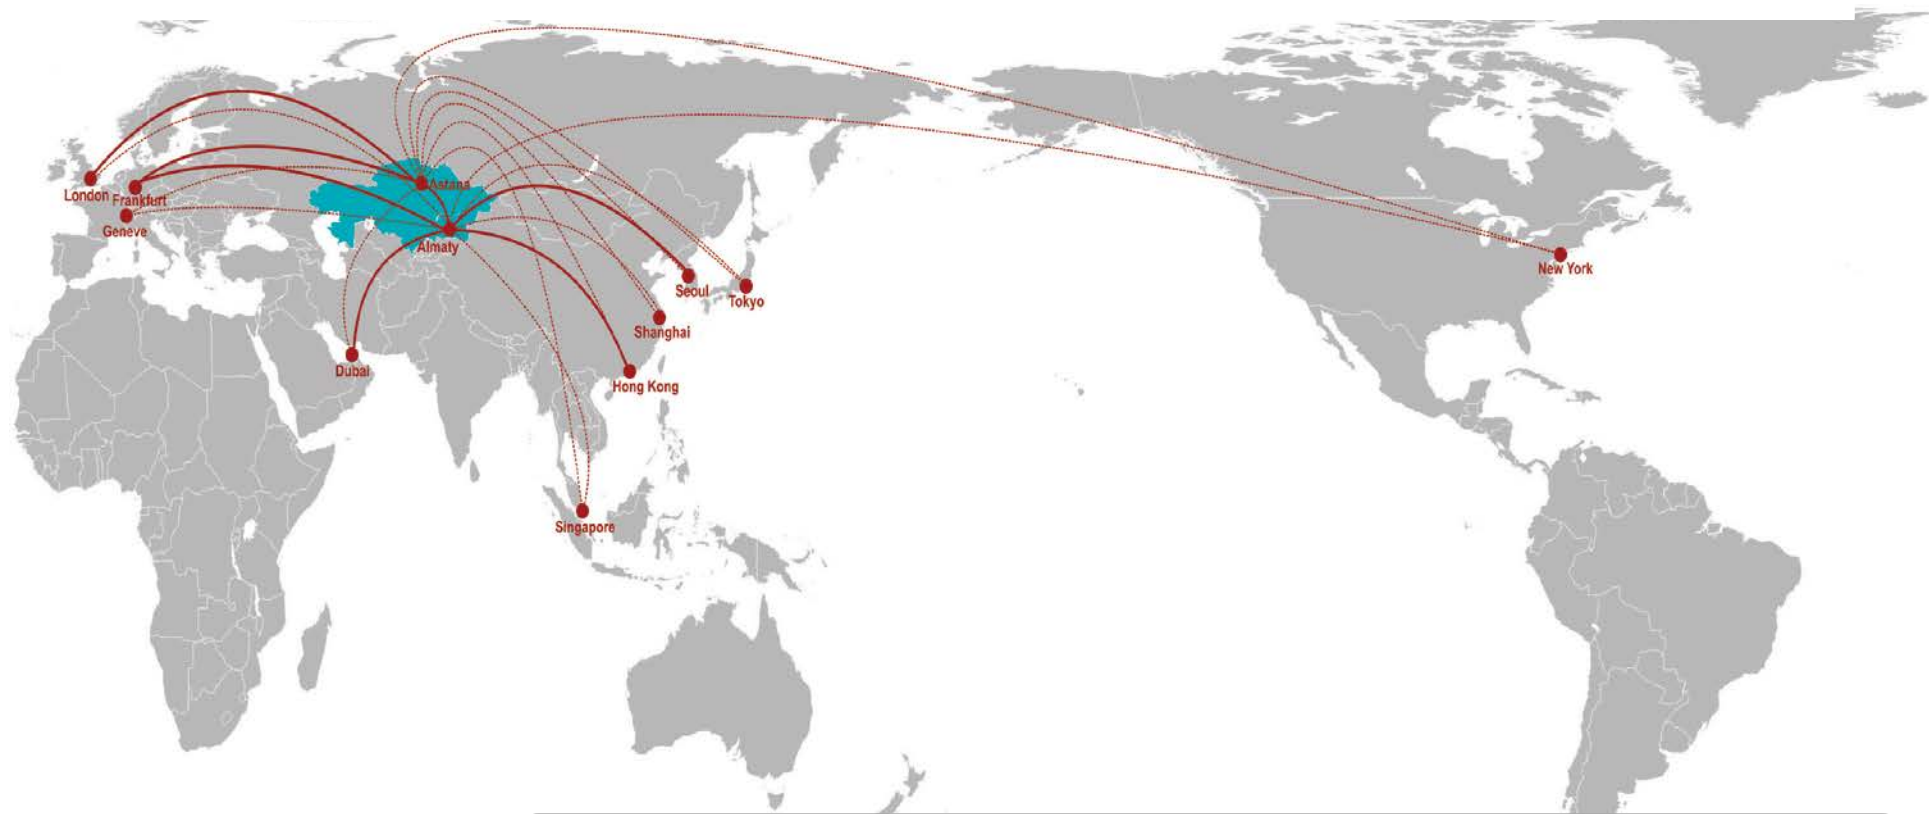 London
Frankfurt
Geneve
Astana
Almaty
Dubai
Seoul
Tokyo
Shanghai
Hong Kong
Singapore
New York